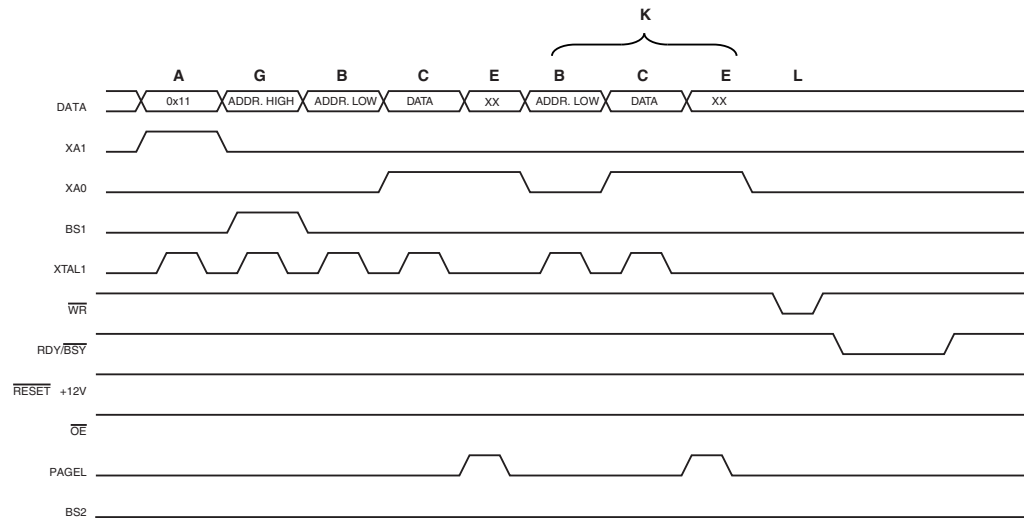 K
A G B C E B C E L
DATA 0x11 ADDR. HIGH ADDR. LOW DATA XX ADDR. LOW DATA XX
XA1
XA0
BS1
XTAL1
WR
RDY/BSY
RESET +12V
OE
PAGEL
BS2